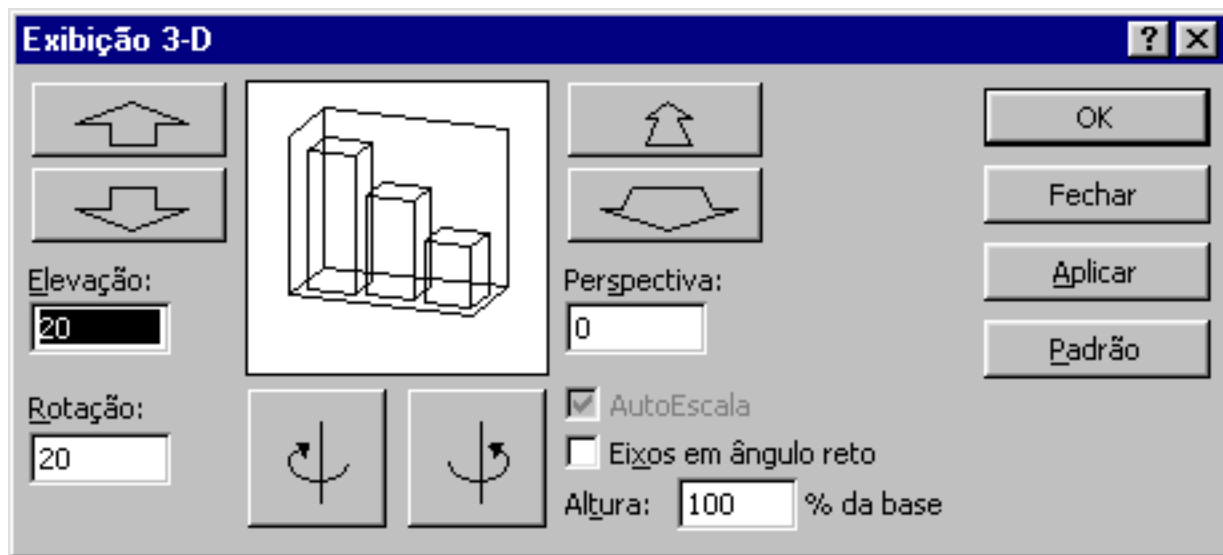 Exibição 3-D
OK
Fechar
Aplicar
Padrão
Elevação:
20
Rotação:
20
Perspectiva:
0
AutoEscala
Eixos em ângulo reto
Altura: 100 % da base